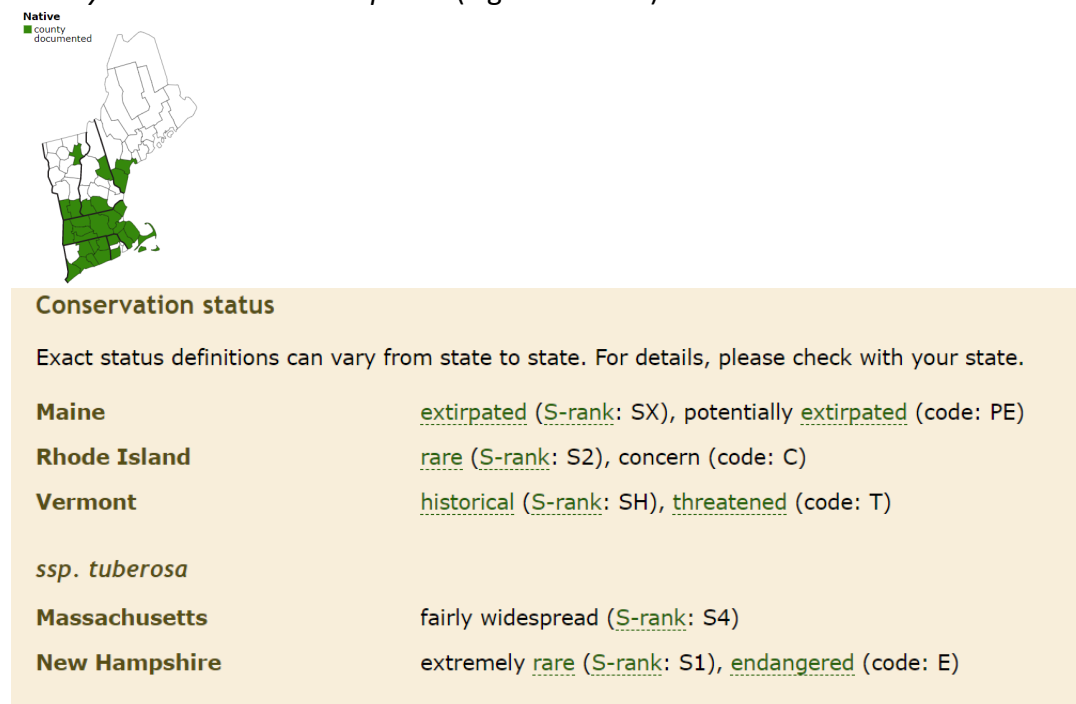 Native
county
documented
Conservation status
Exact status definitions can vary from state to state. For details, please check with your state.
Maine extirpated (S-rank: SX), potentially extirpated (code: PE)
Rhode Island rare (S-rank: S2), concern (code: C)
Vermont historical (S-rank: SH), threatened (code: T)
ssp. tuberosa
Massachusetts fairly widespread (S-rank: S4)
New Hampshire extremely rare (S-rank: S1), endangered (code: E)